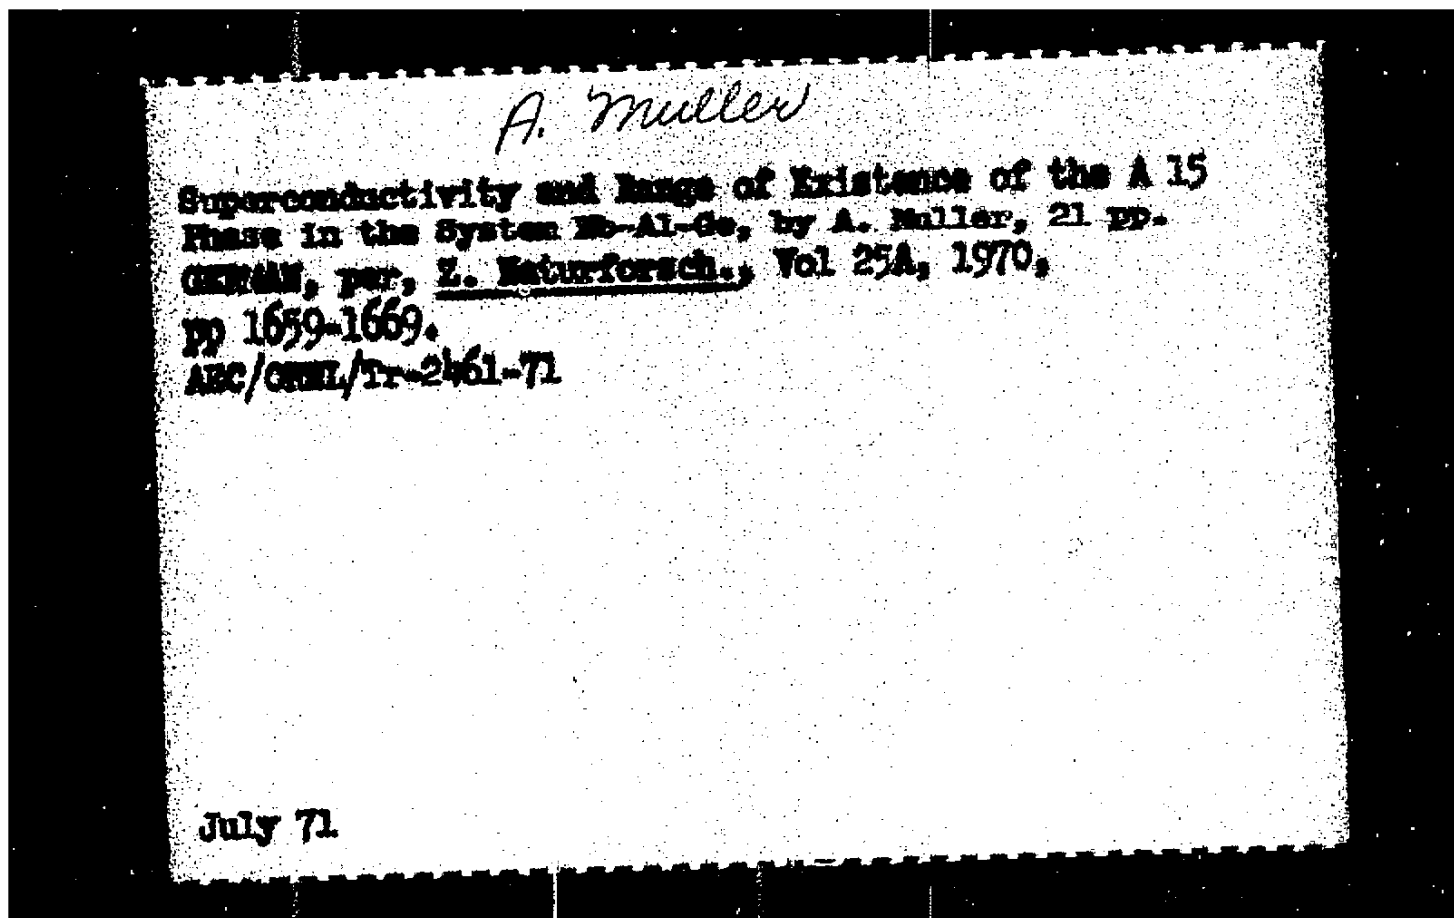 A. Muller
Superconductivity and Range of Existence of the A 15
Phase in the System Nb-Al-Ge, by A. Muller, 21 pp.
GERMAN, per, Z. Naturforsch., Vol 25A, 1970,
pp 1659-1669.
AEC/ORNL/Tr-2461-71
July 71